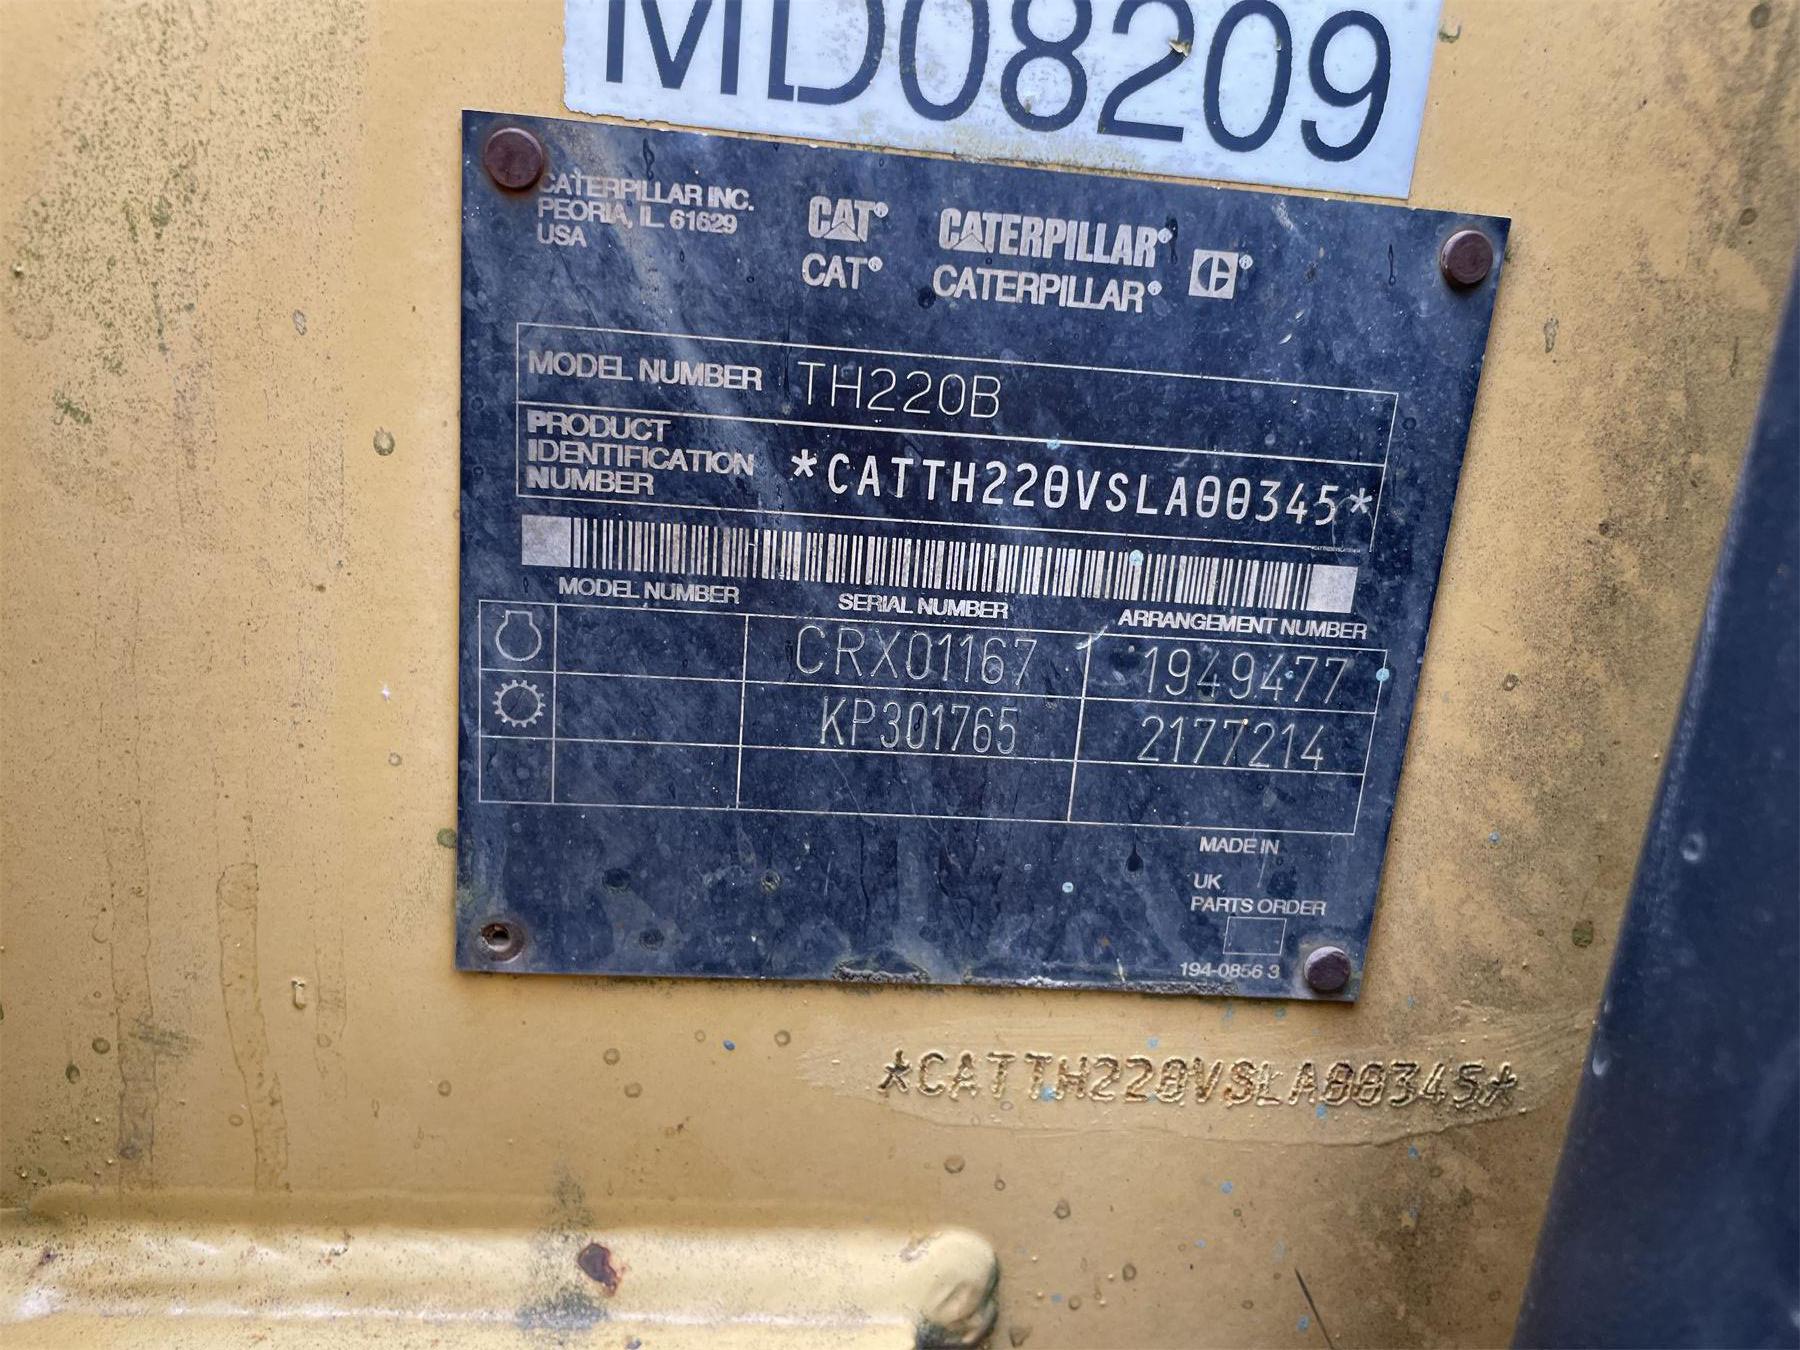 MD08209
CATERPILLAR INC.
PEORIA, IL 61629
USA
CAT® CATERPILLAR® ®
CAT® CATERPILLAR®
MODEL NUMBER TH220B
PRODUCT
IDENTIFICATION
NUMBER
*CATTH220VSLA00345*
MODEL NUMBER SERIAL NUMBER ARRANGEMENT NUMBER
CRX01167 1949477
KP301765 2177214
MADE IN
UK
PARTS ORDER
194-0856 3
*CATTH220VSLA00345*